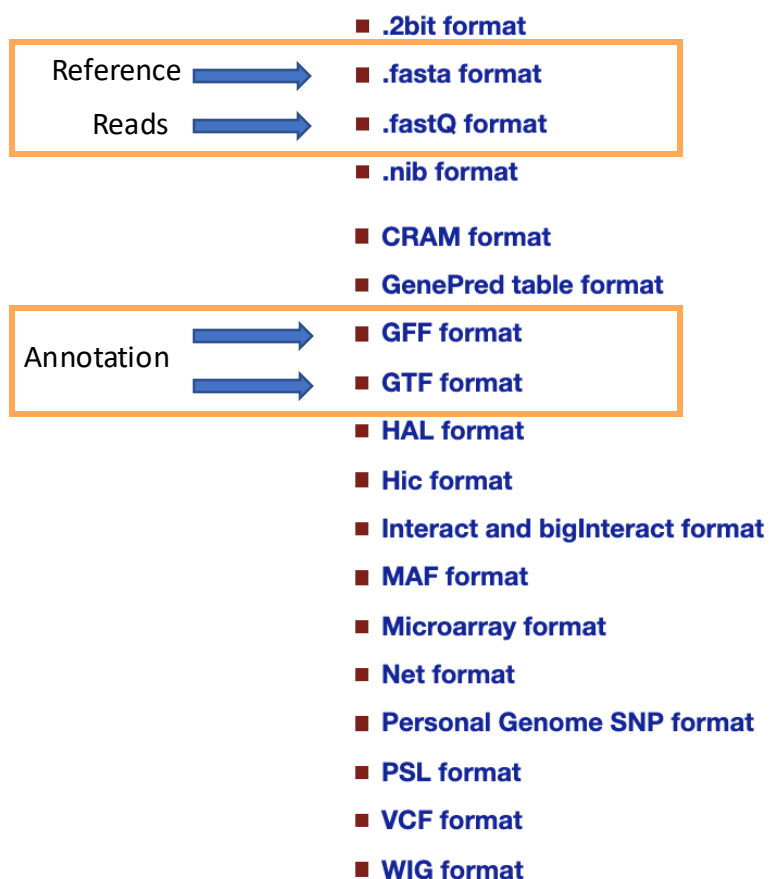 .2bit format
Reference .fasta format
Reads .fastQ format
.nib format
CRAM format
GenePred table format
GFF format
Annotation
GTF format
HAL format
Hic format
Interact and bigInteract format
MAF format
Microarray format
Net format
Personal Genome SNP format
PSL format
VCF format
WIG format